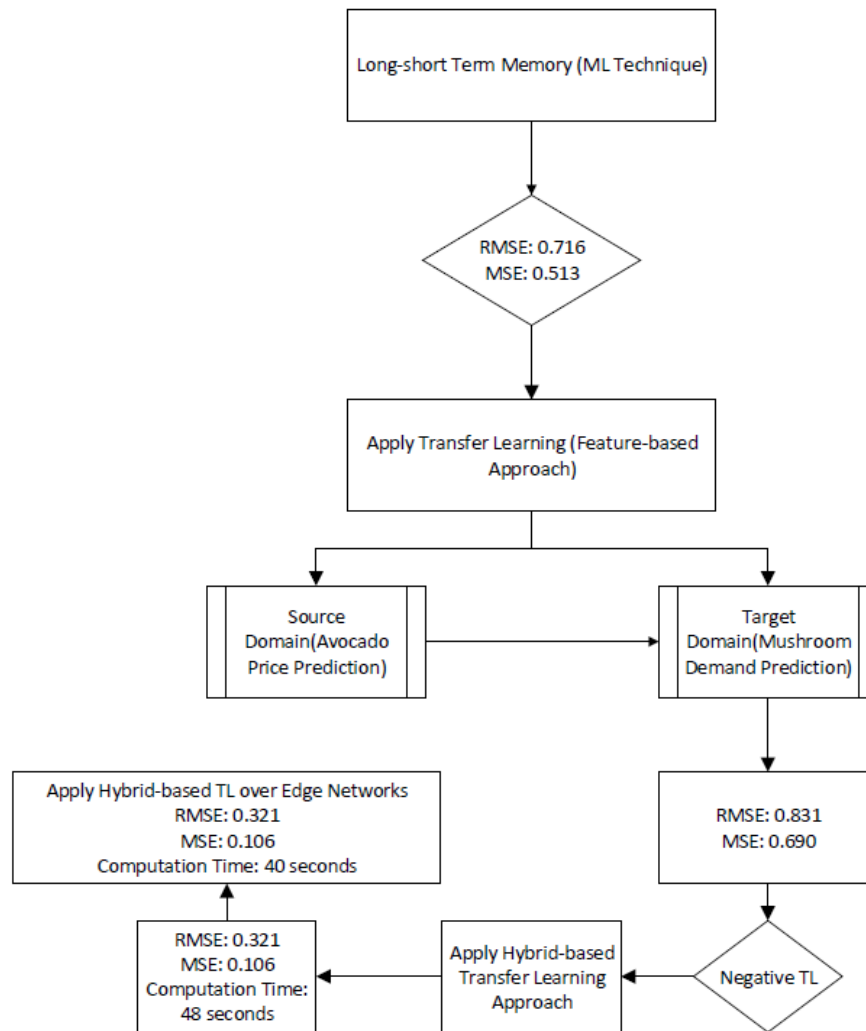 Long-short Term Memory (ML Technique)
RMSE: 0.716
MSE: 0.513
Apply Transfer Learning (Feature-based
Approach)
Source
Domain(Avocado
Price Prediction)
Target
Domain(Mushroom
Demand Prediction)
Apply Hybrid-based TL over Edge Networks
RMSE: 0.321
MSE: 0.106
Computation Time: 40 seconds
RMSE: 0.831
MSE: 0.690
RMSE: 0.321
MSE: 0.106
Computation Time:
48 seconds
Apply Hybrid-based
Transfer Learning
Approach
Negative TL